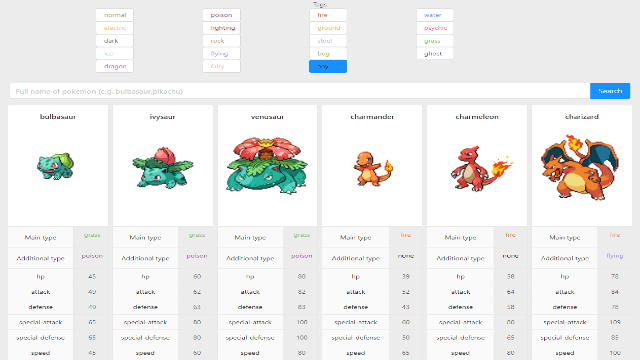 Tags
normal poison fire water
electric fighting ground psychic
dark rock steel grass
ice flying bug ghost
dragon fairy any
Full name of pokemon (e.g. bulbasaur,pikachu) Search
bulbasaur ivysaur venusaur charmander charmeleon charizard
Main type grass Main type grass Main type grass Main type fire Main type fire Main type fire
Additional type poison Additional type poison Additional type poison Additional type none Additional type none Additional type flying
hp 45 hp 60 hp 80 hp 39 hp 58 hp 78
attack 49 attack 62 attack 82 attack 52 attack 64 attack 84
defense 49 defense 63 defense 83 defense 43 defense 58 defense 78
special-attack 65 special-attack 80 special-attack 100 special-attack 60 special-attack 80 special-attack 109
special-defense 65 special-defense 80 special-defense 100 special-defense 50 special-defense 65 special-defense 85
speed 45 speed 60 speed 80 speed 65 speed 80 speed 100